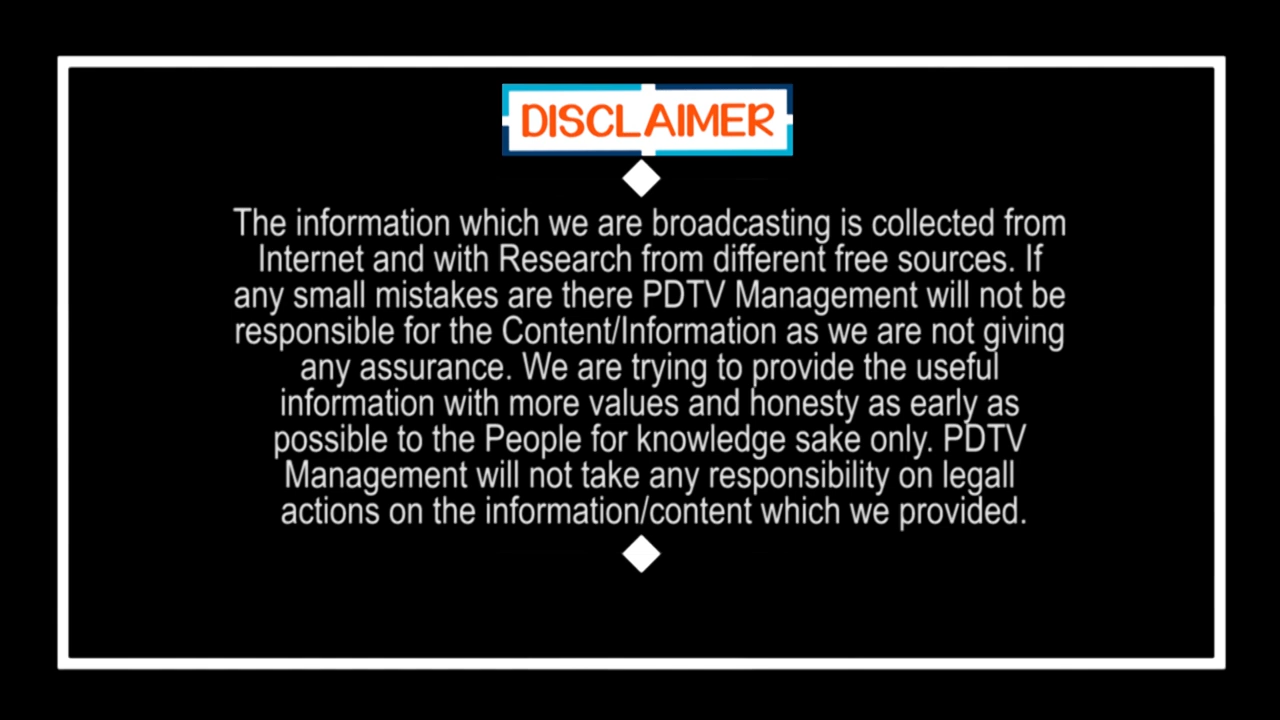 DISCLAIMER
The information which we are broadcasting is collected from
Internet and with Research from different free sources. If
any small mistakes are there PDTV Management will not be
responsible for the Content/Information as we are not giving
any assurance. We are trying to provide the useful
information with more values and honesty as early as
possible to the People for knowledge sake only. PDTV
Management will not take any responsibility on legall
actions on the information/content which we provided.